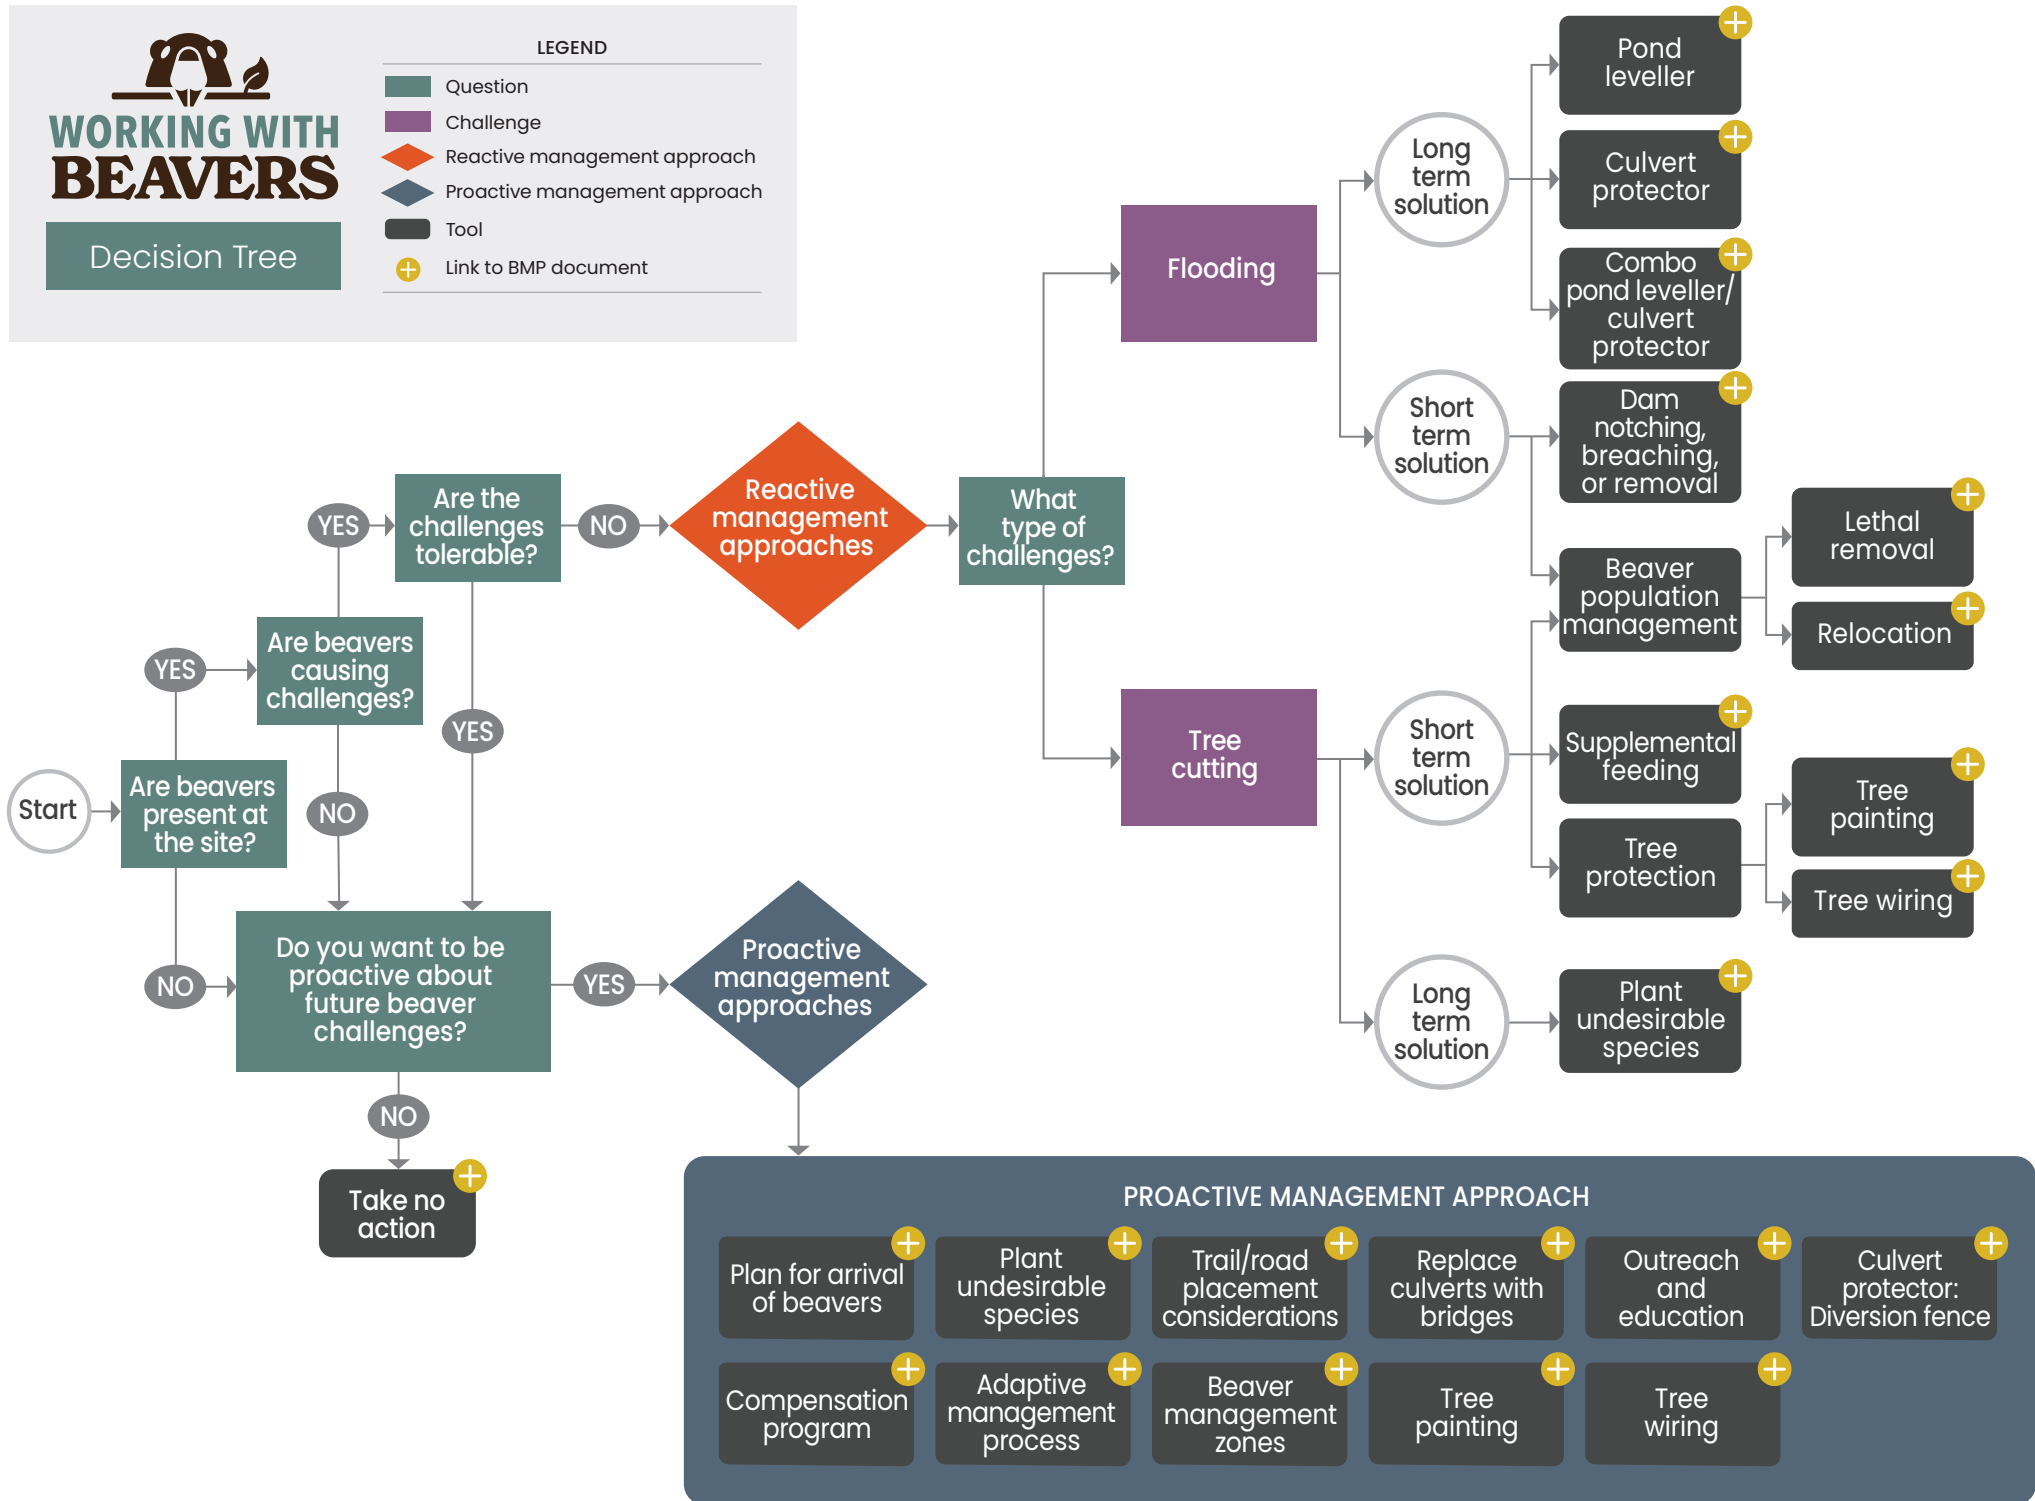 WORKING WITH
BEAVERS
Decision Tree
LEGEND
Question
Challenge
Reactive management approach
Proactive management approach
Tool
Link to BMP document
Start
Are beavers
present at
the site?
YES
NO
Are beavers
causing
challenges?
YES
NO
Are the
challenges
tolerable?
YES
NO
Do you want to be
proactive about
future beaver
challenges?
YES
NO
Take no
action
Reactive
management
approaches
Proactive
management
approaches
What
type of
challenges?
Flooding
Long
term
solution
Pond
leveller
Culvert
protector
Combo
pond leveller/
culvert
protector
Short
term
solution
Dam
notching,
breaching,
or removal
Beaver
population
management
Lethal
removal
Relocation
Tree
cutting
Short
term
solution
Supplemental
feeding
Tree
protection
Tree
painting
Tree wiring
Long
term
solution
Plant
undesirable
species
PROACTIVE MANAGEMENT APPROACH
Plan for arrival
of beavers
Plant
undesirable
species
Trail/road
placement
considerations
Replace
culverts with
bridges
Outreach
and
education
Culvert
protector:
Diversion fence
Compensation
program
Adaptive
management
process
Beaver
management
zones
Tree
painting
Tree
wiring